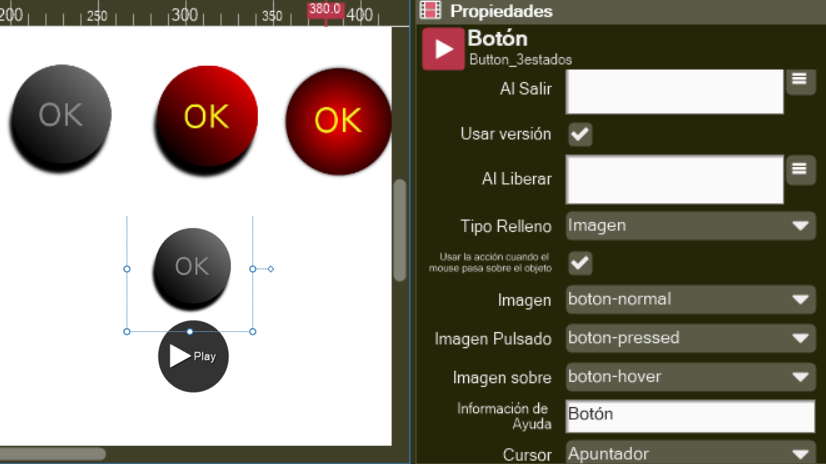 200
250
300
350
380.0
400
OK
OK
OK
OK
Play
Propiedades
Botón
Button_3estados
Al Salir
Usar versión
Al Liberar
Tipo Relleno
Imagen
Usar la acción cuando el
mouse pasa sobre el objeto
Imagen
boton-normal
Imagen Pulsado
boton-pressed
Imagen sobre
boton-hover
Información de
Ayuda
Botón
Cursor
Apuntador